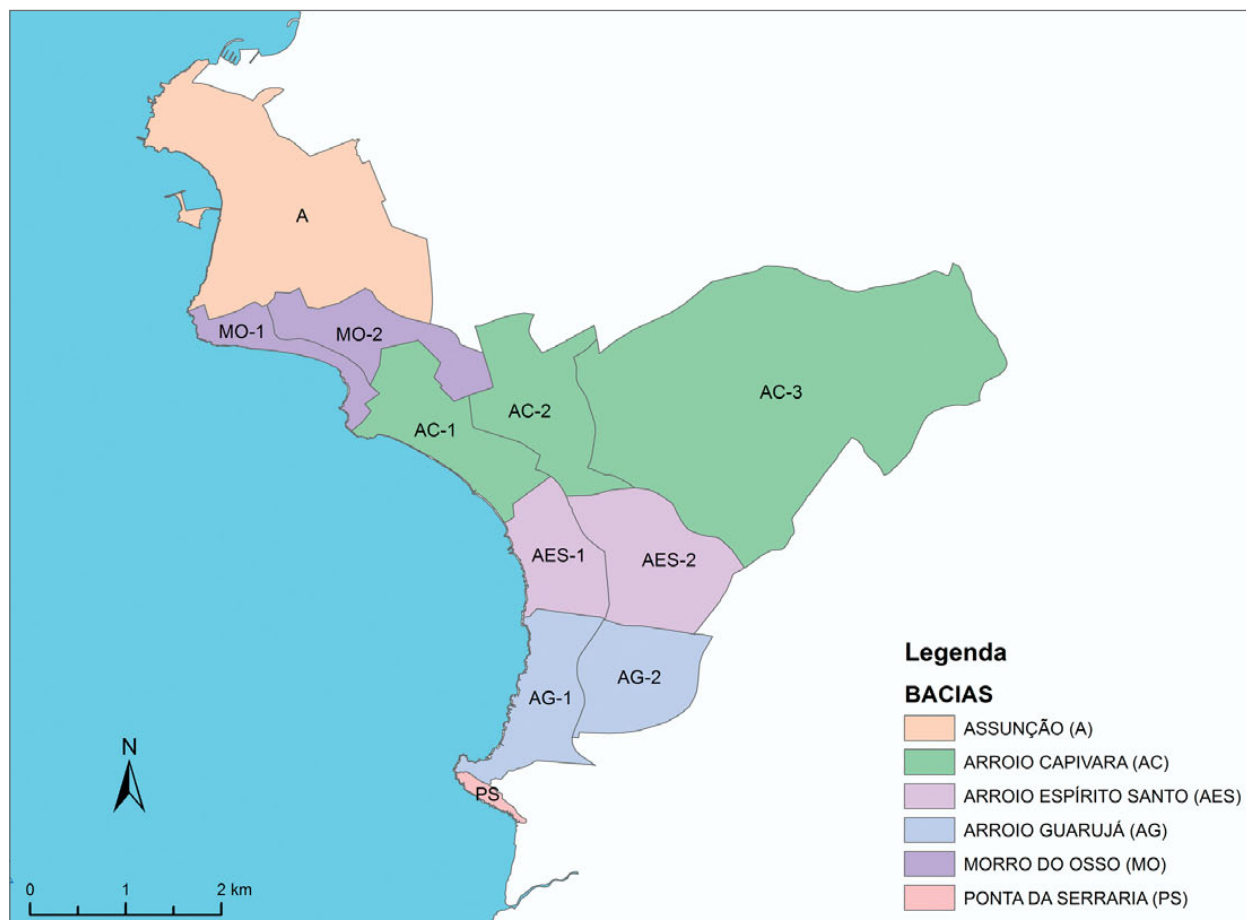 A
MO-1
MO-2
AC-1
AC-2
AC-3
AES-1
AES-2
AG-1
AG-2
PS
N
0 1 2 km
Legenda
BACIAS
ASSUNÇÃO (A)
ARROIO CAPIVARA (AC)
ARROIO ESPÍRITO SANTO (AES)
ARROIO GUARUJÁ (AG)
MORRO DO OSSO (MO)
PONTA DA SERRARIA (PS)